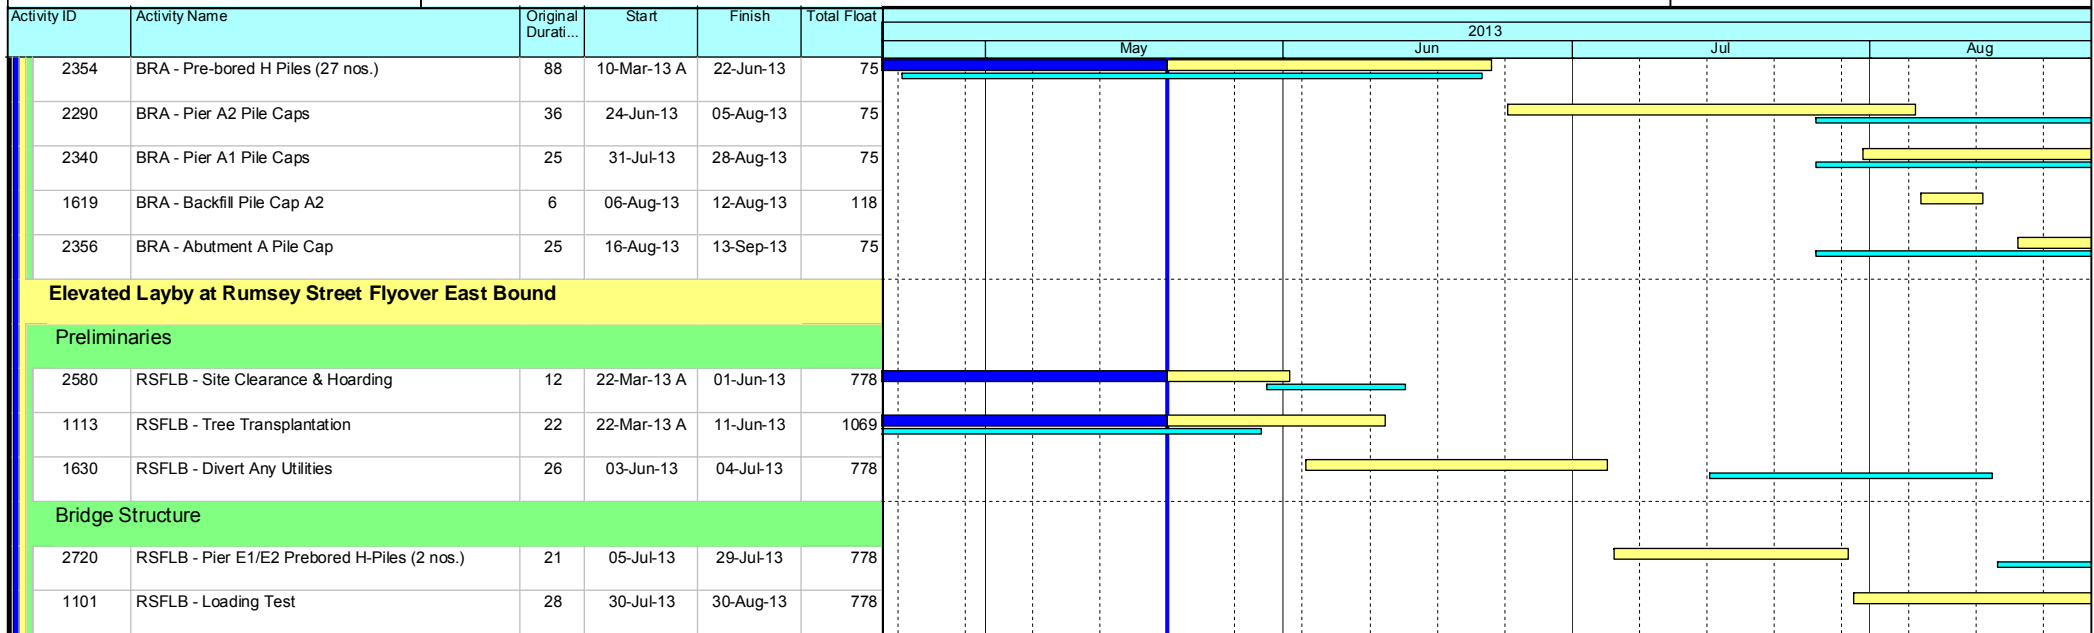 Activity ID Activity Name Original Durati... Start Finish Total Float
2013
May Jun Jul Aug
2354 BRA - Pre-bored H Piles (27 nos.) 88 10-Mar-13 A 22-Jun-13 75
2290 BRA - Pier A2 Pile Caps 36 24-Jun-13 05-Aug-13 75
2340 BRA - Pier A1 Pile Caps 25 31-Jul-13 28-Aug-13 75
1619 BRA - Backfill Pile Cap A2 6 06-Aug-13 12-Aug-13 118
2356 BRA - Abutment A Pile Cap 25 16-Aug-13 13-Sep-13 75
Elevated Layby at Rumsey Street Flyover East Bound
Preliminaries
2580 RSFLB - Site Clearance & Hoarding 12 22-Mar-13 A 01-Jun-13 778
1113 RSFLB - Tree Transplantation 22 22-Mar-13 A 11-Jun-13 1069
1630 RSFLB - Divert Any Utilities 26 03-Jun-13 04-Jul-13 778
Bridge Structure
2720 RSFLB - Pier E1/E2 Prebored H-Piles (2 nos.) 21 05-Jul-13 29-Jul-13 778
1101 RSFLB - Loading Test 28 30-Jul-13 30-Aug-13 778